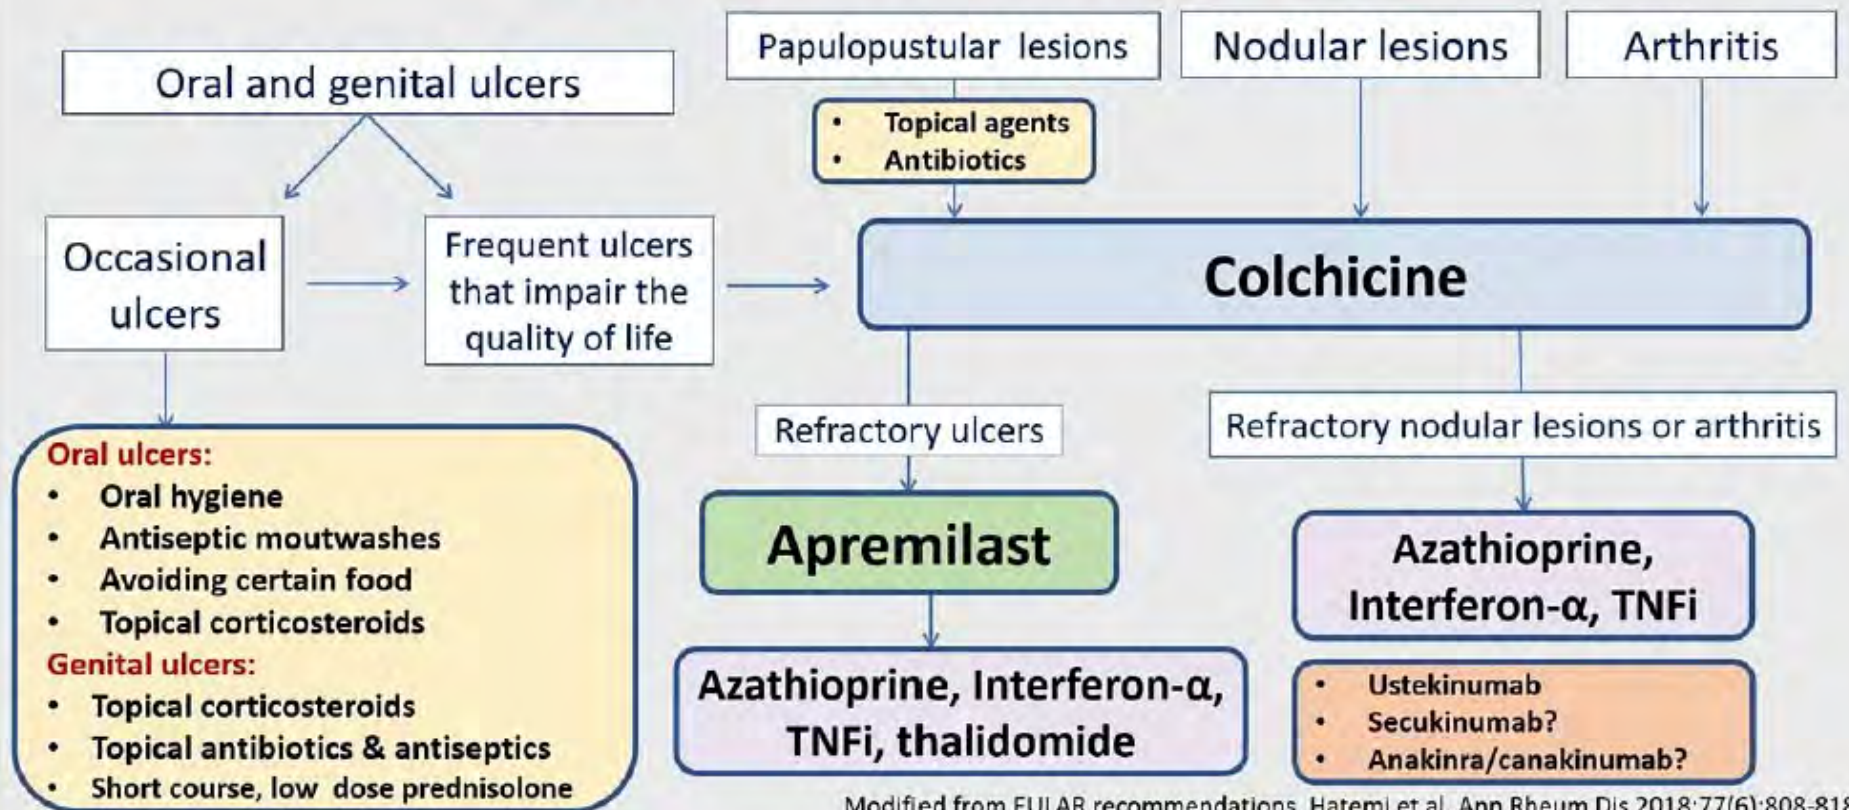 Oral and genital ulcers
Papulopustular lesions
Nodular lesions
Arthritis
• Topical agents
• Antibiotics
Occasional
ulcers
Frequent ulcers
that impair the
quality of life
Colchicine
Refractory ulcers
Refractory nodular lesions or arthritis
Oral ulcers:
• Oral hygiene
• Antiseptic moutwashes
• Avoiding certain food
• Topical corticosteroids
Genital ulcers:
• Topical corticosteroids
• Topical antibiotics & antiseptics
• Short course, low dose prednisolone
Apremilast
Azathioprine, Interferon-α,
TNFi, thalidomide
Azathioprine,
Interferon-α, TNFi
• Ustekinumab
• Secukinumab?
• Anakinra/canakinumab?
Modified from EULAR recommendations, Hatemi et al. Ann Rheum Dis 2018;77(6):808-818